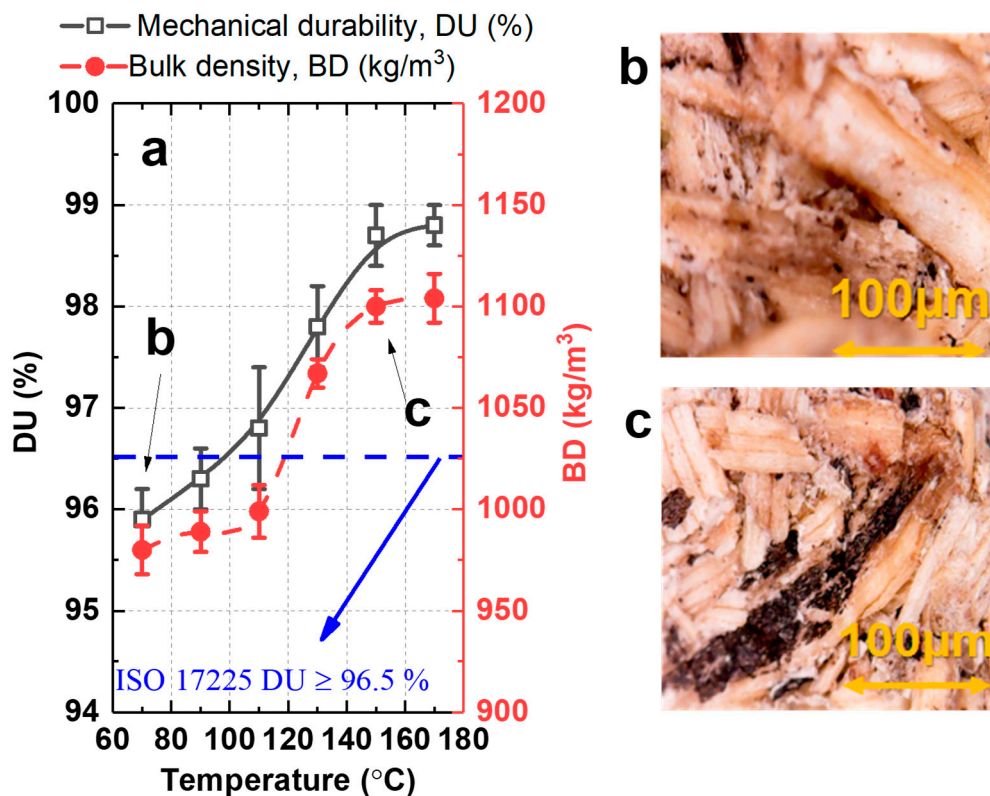 Mechanical durability, DU (%)
Bulk density, BD (kg/m³)
a
b
c
DU (%)
100
99
98
97
96
95
94
BD (kg/m³)
1200
1150
1100
1050
1000
950
900
ISO 17225 DU ≥ 96.5 %
60 80 100 120 140 160 180
Temperature (°C)
b
100µm
c
100µm